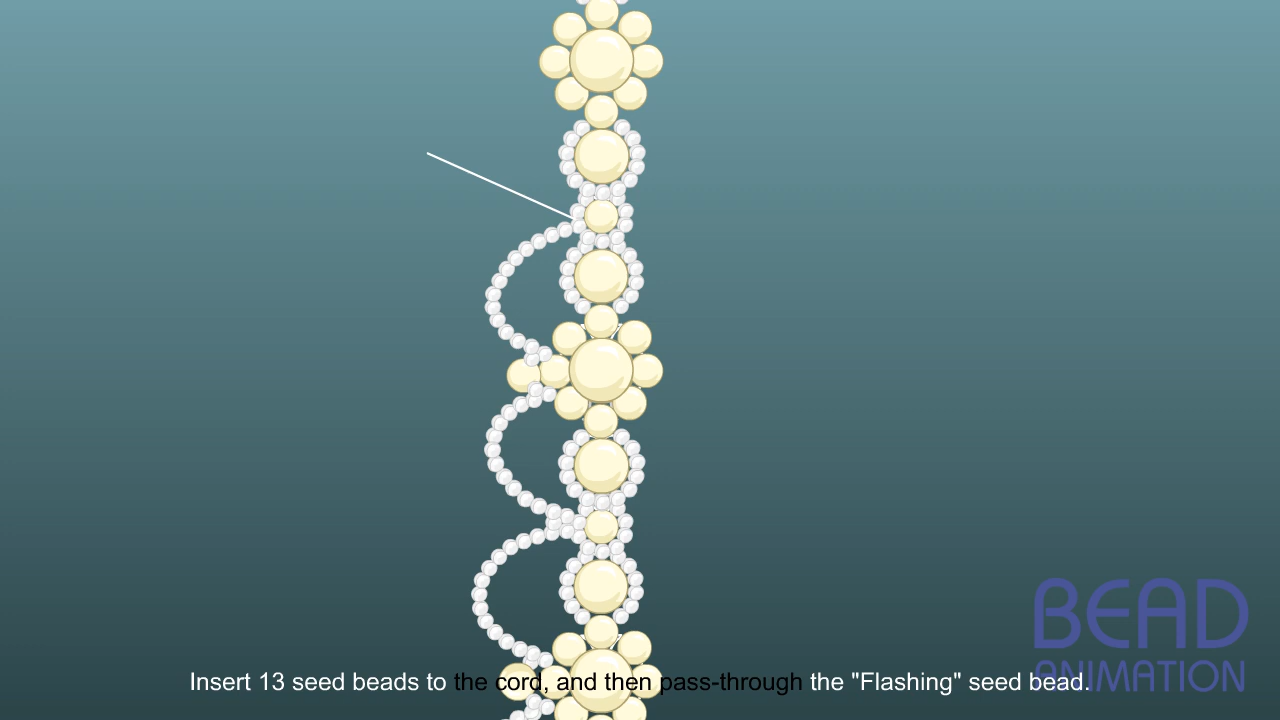 BEAD
ANIMATION
Insert 13 seed beads to the cord, and then pass-through the "Flashing" seed bead.